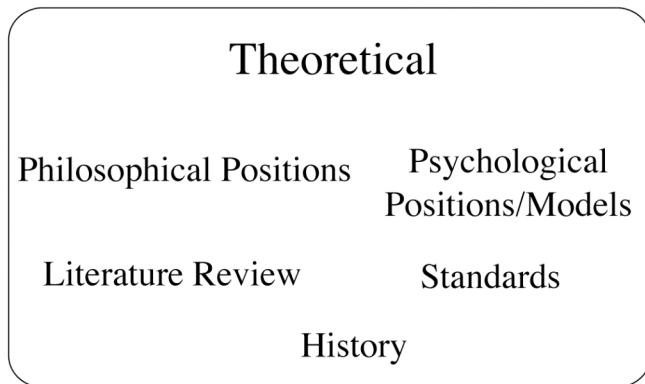 Theoretical
Philosophical Positions
Psychological
Positions/Models
Literature Review
Standards
History